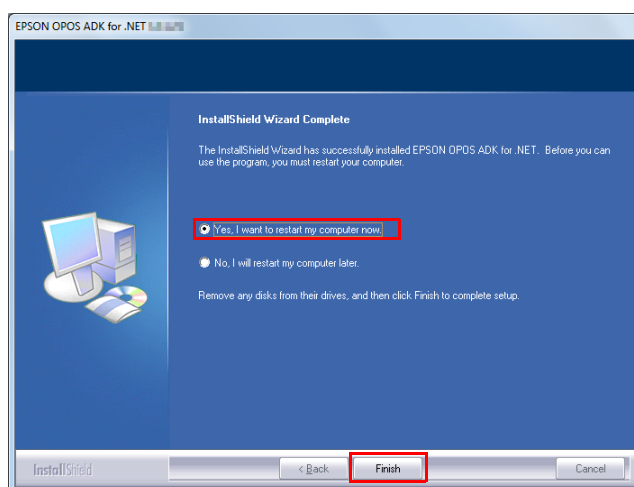 EPSON OPOS ADK for .NET
InstallShield Wizard Complete
The InstallShield Wizard has successfully installed EPSON OPOS ADK for .NET. Before you can
use the program, you must restart your computer.
Yes, I want to restart my computer now.
No, I will restart my computer later.
Remove any disks from their drives, and then click Finish to complete setup.
InstallShield
< Back
Finish
Cancel